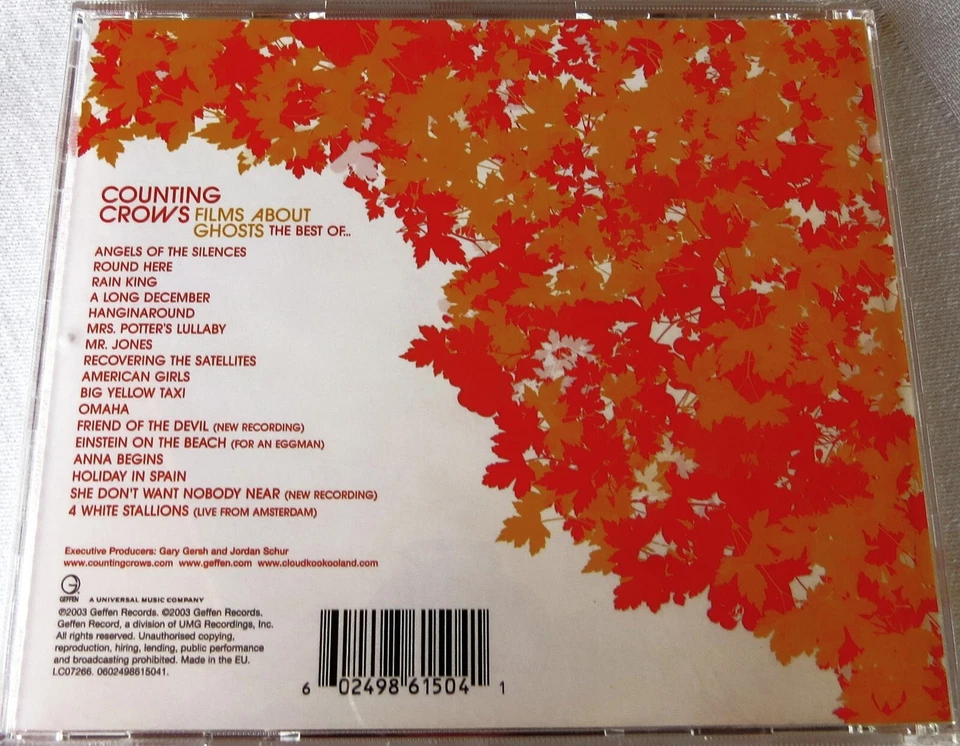 COUNTING
CROWS FILMS ABOUT
GHOSTS THE BEST OF...
ANGELS OF THE SILENCES
ROUND HERE
RAIN KING
A LONG DECEMBER
HANGINAROUND
MRS. POTTER'S LULLABY
MR. JONES
RECOVERING THE SATELLITES
AMERICAN GIRLS
BIG YELLOW TAXI
OMAHA
FRIEND OF THE DEVIL (NEW RECORDING)
EINSTEIN ON THE BEACH (FOR AN EGGMAN)
ANNA BEGINS
HOLIDAY IN SPAIN
SHE DON'T WANT NOBODY NEAR (NEW RECORDING)
4 WHITE STALLIONS (LIVE FROM AMSTERDAM)
Executive Producers: Gary Gersh and Jordan Schur
www.countingcrows.com www.geffen.com www.cloudkookooland.com
G
GEFFEN A UNIVERSAL MUSIC COMPANY
℗2003 Geffen Records. ©2003 Geffen Records.
Geffen Record, a division of UMG Recordings, Inc.
All rights reserved. Unauthorised copying,
reproduction, hiring, lending, public performance
and broadcasting prohibited. Made in the EU.
LC07266. 0602498615041.
6 02498 61504 1